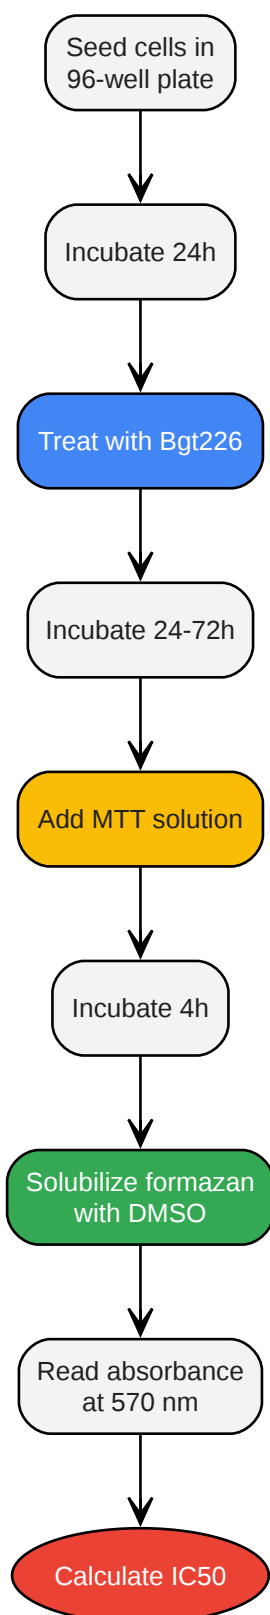 Seed cells in
96-well plate
Incubate 24h
Treat with Bgt226
Incubate 24-72h
Add MTT solution
Incubate 4h
Solubilize formazan
with DMSO
Read absorbance
at 570 nm
Calculate IC50